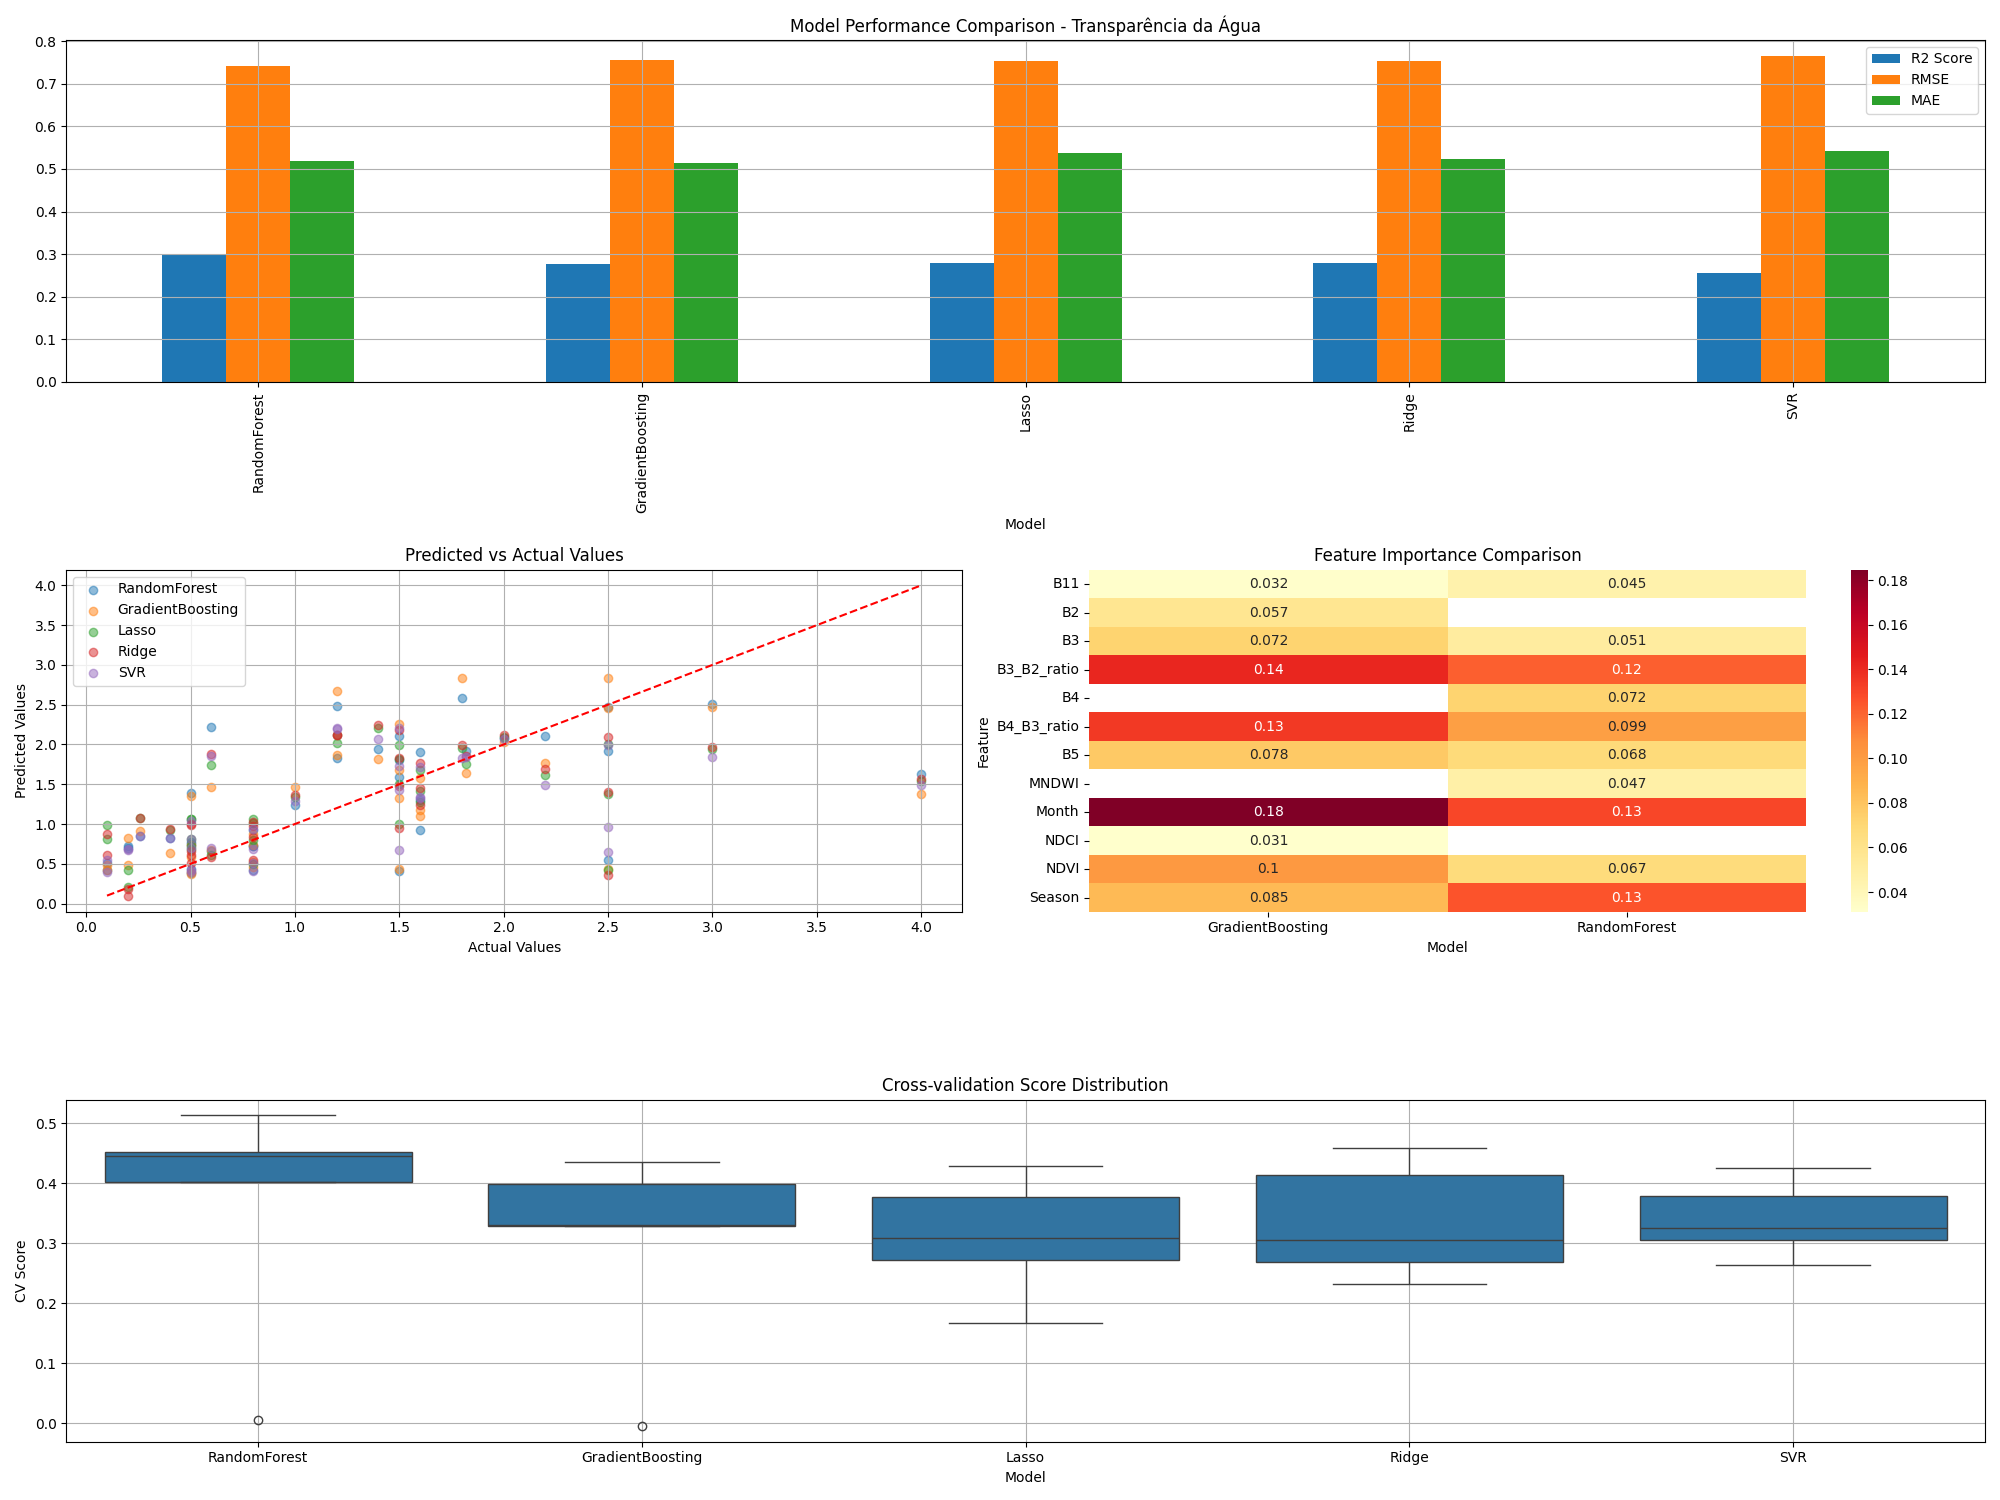 Model Performance Comparison - Transparência da Água
0.8
0.7
0.6
0.5
0.4
0.3
0.2
0.1
0.0
R2 Score
RMSE
MAE
RandomForest
GradientBoosting
Lasso
Ridge
SVR
Model
Predicted vs Actual Values
Predicted Values
4.0
3.5
3.0
2.5
2.0
1.5
1.0
0.5
0.0
RandomForest
GradientBoosting
Lasso
Ridge
SVR
0.0 0.5 1.0 1.5 2.0 2.5 3.0 3.5 4.0
Actual Values
Feature Importance Comparison
Feature
B11 0.032 0.045
B2 0.057
B3 0.072 0.051
B3_B2_ratio 0.14 0.12
B4 0.072
B4_B3_ratio 0.13 0.099
B5 0.078 0.068
MNDWI 0.047
Month 0.18 0.13
NDCI 0.031
NDVI 0.1 0.067
Season 0.085 0.13
GradientBoosting RandomForest
Model
0.18
0.16
0.14
0.12
0.10
0.08
0.06
0.04
Cross-validation Score Distribution
CV Score
0.5
0.4
0.3
0.2
0.1
0.0
RandomForest GradientBoosting Lasso Ridge SVR
Model